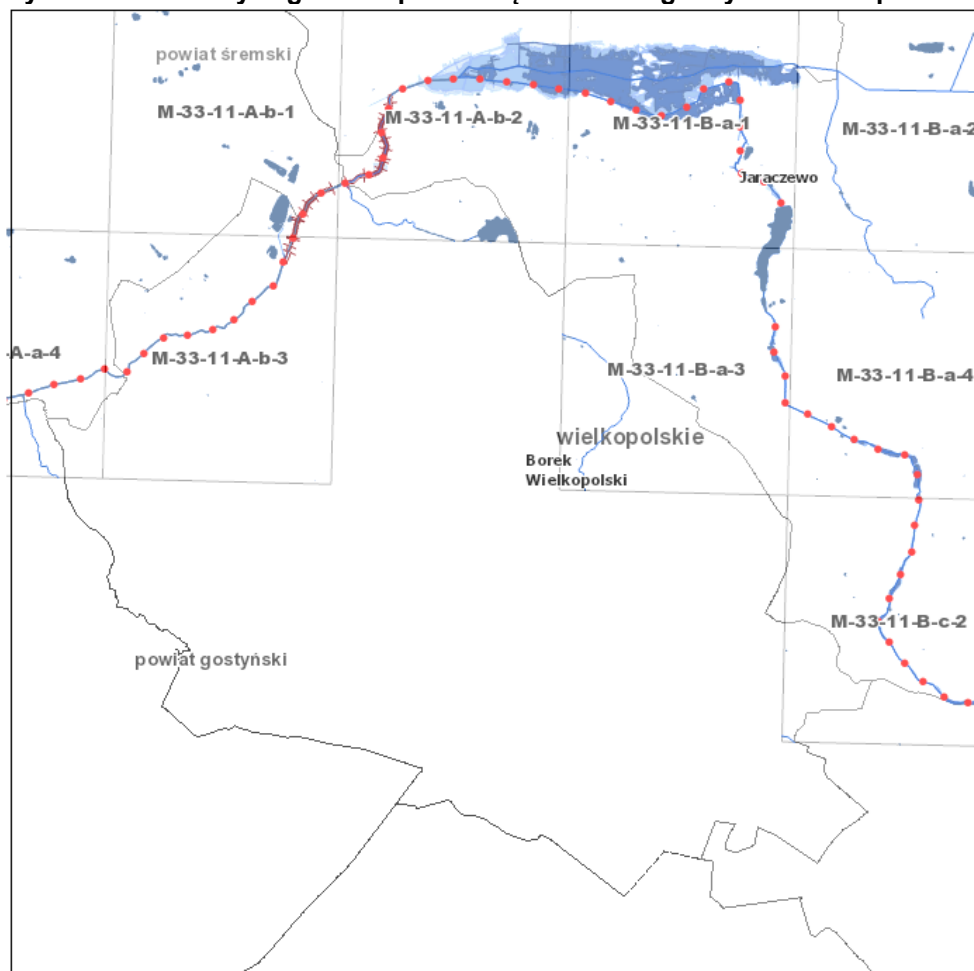 powiat śremski
M-33-11-A-b-1
M-33-11-A-b-2
M-33-11-B-a-1
M-33-11-B-a-2
Jaraczewo
A-a-4
M-33-11-A-b-3
M-33-11-B-a-3
M-33-11-B-a-4
wielkopolskie
Borek
Wielkopolski
M-33-11-B-c-2
powiat gostyński